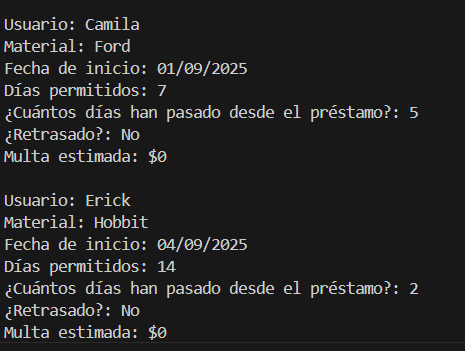 Usuario: Camila
Material: Ford
Fecha de inicio: 01/09/2025
Días permitidos: 7
¿Cuántos días han pasado desde el préstamo?: 5
¿Retrasado?: No
Multa estimada: $0

Usuario: Erick
Material: Hobbit
Fecha de inicio: 04/09/2025
Días permitidos: 14
¿Cuántos días han pasado desde el préstamo?: 2
¿Retrasado?: No
Multa estimada: $0